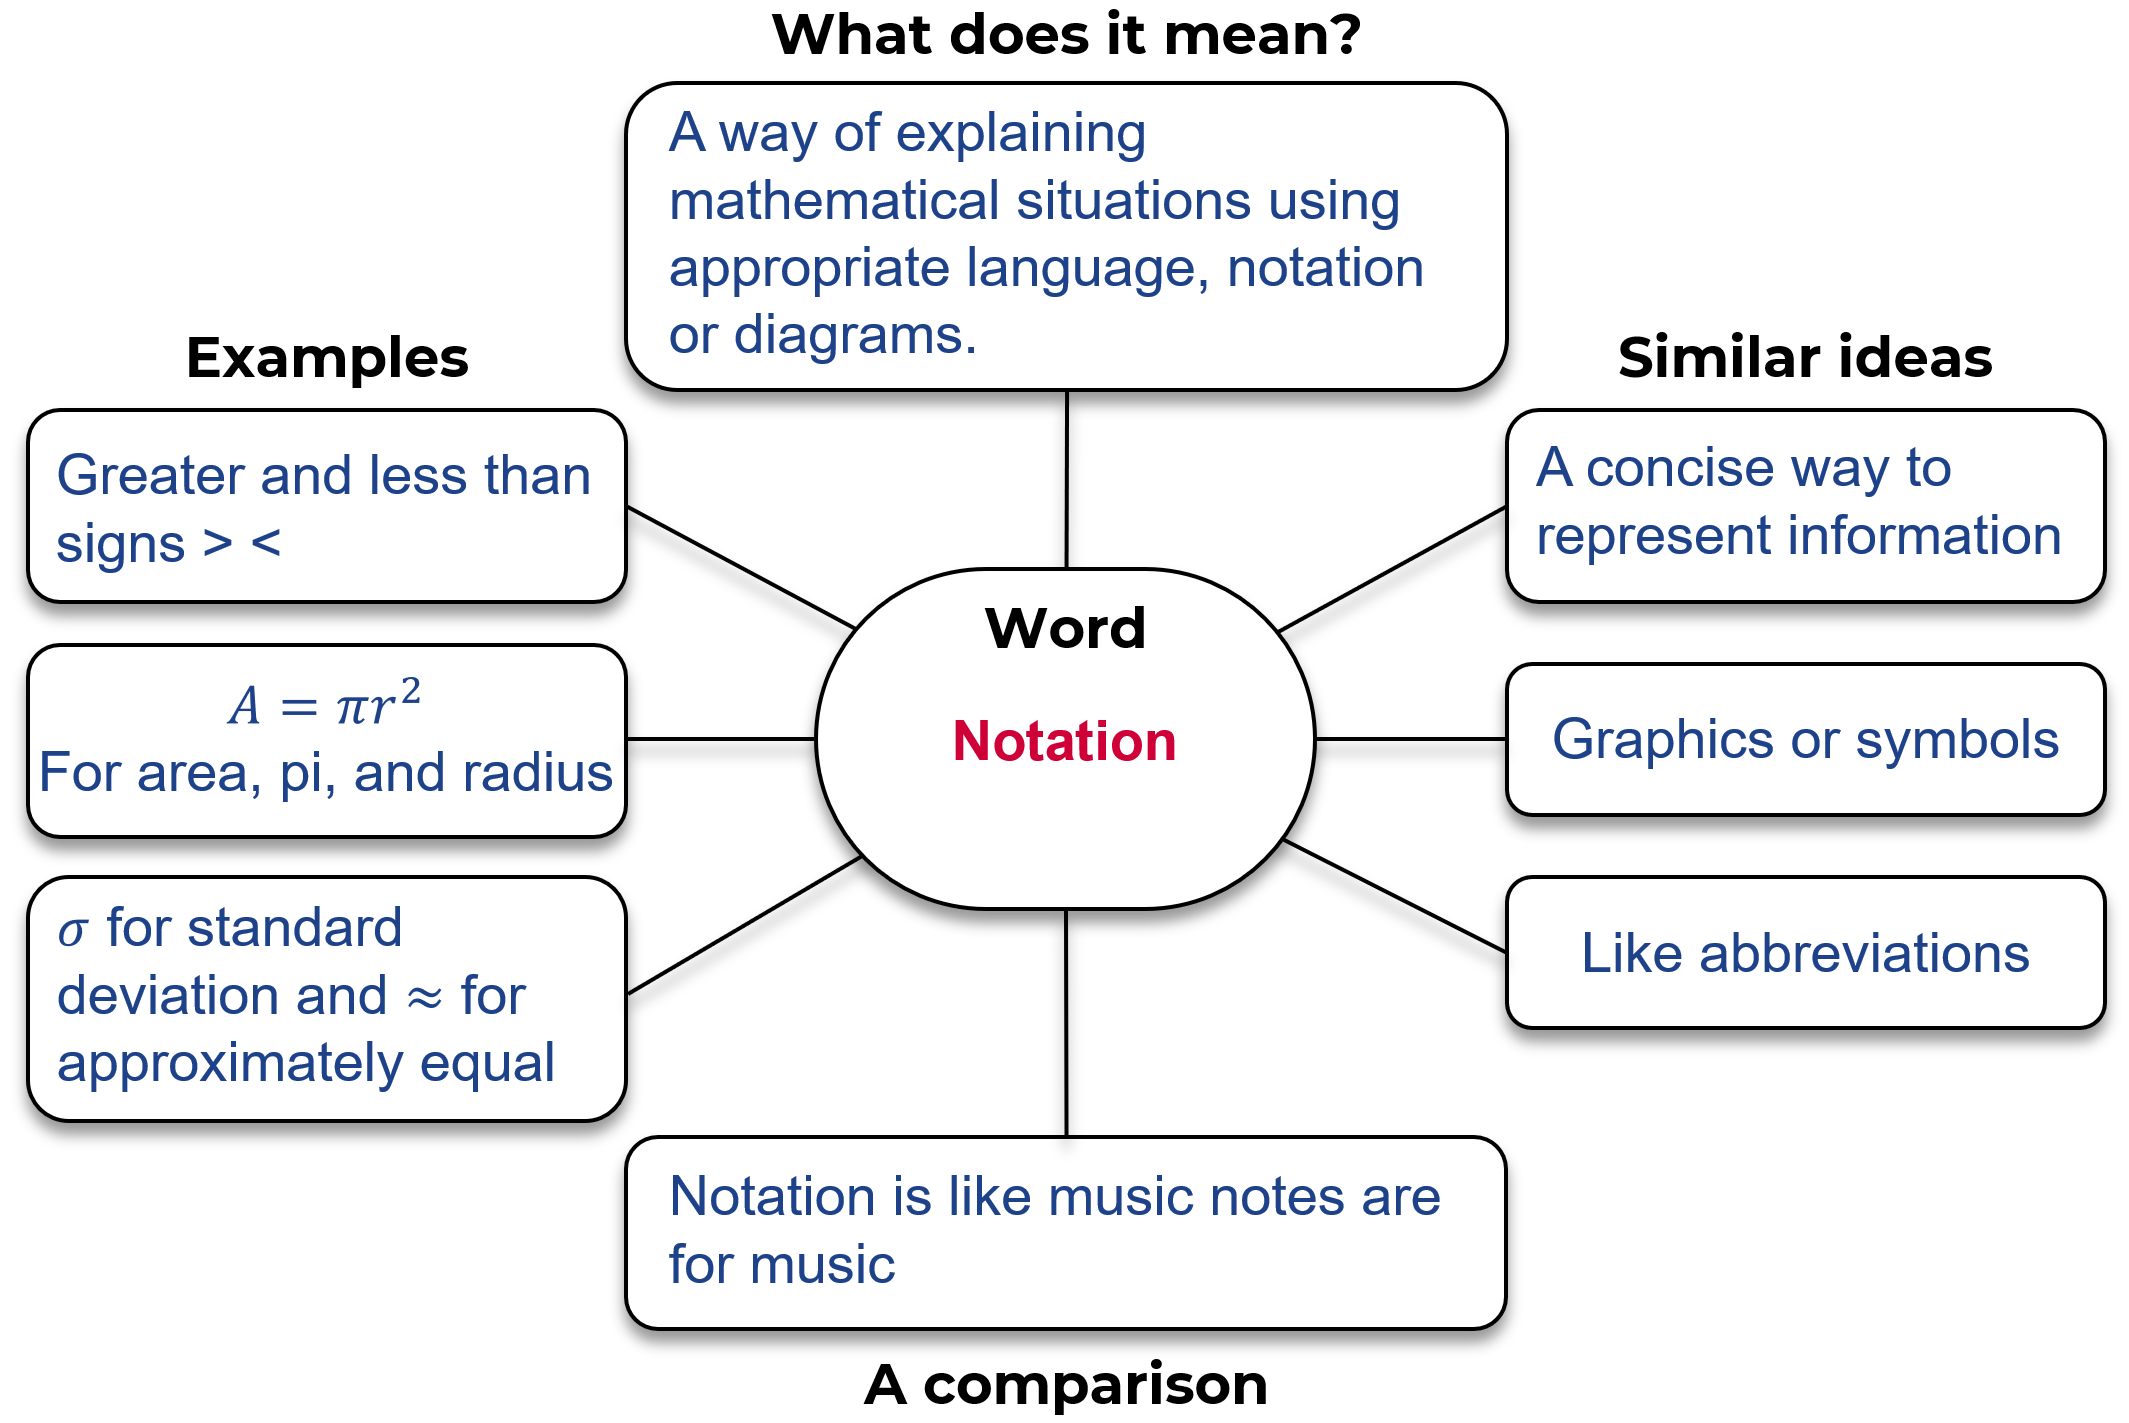 What does it mean?
A way of explaining
mathematical situations using
appropriate language, notation
or diagrams.
Examples
Greater and less than
signs > <
A = πr²
For area, pi, and radius
σ for standard
deviation and ≈ for
approximately equal
Word
Notation
Similar ideas
A concise way to
represent information
Graphics or symbols
Like abbreviations
Notation is like music notes are
for music
A comparison